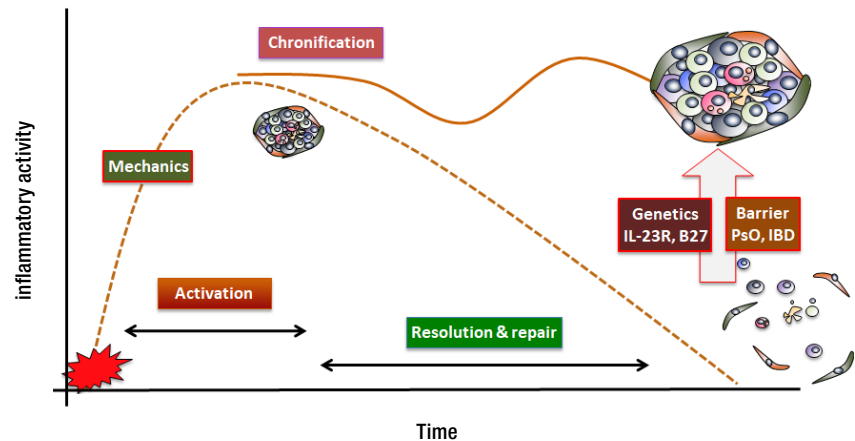 Chronification
Mechanics
Genetics
IL-23R, B27
Barrier
PsO, IBD
Activation
Resolution & repair
inflammatory activity
Time